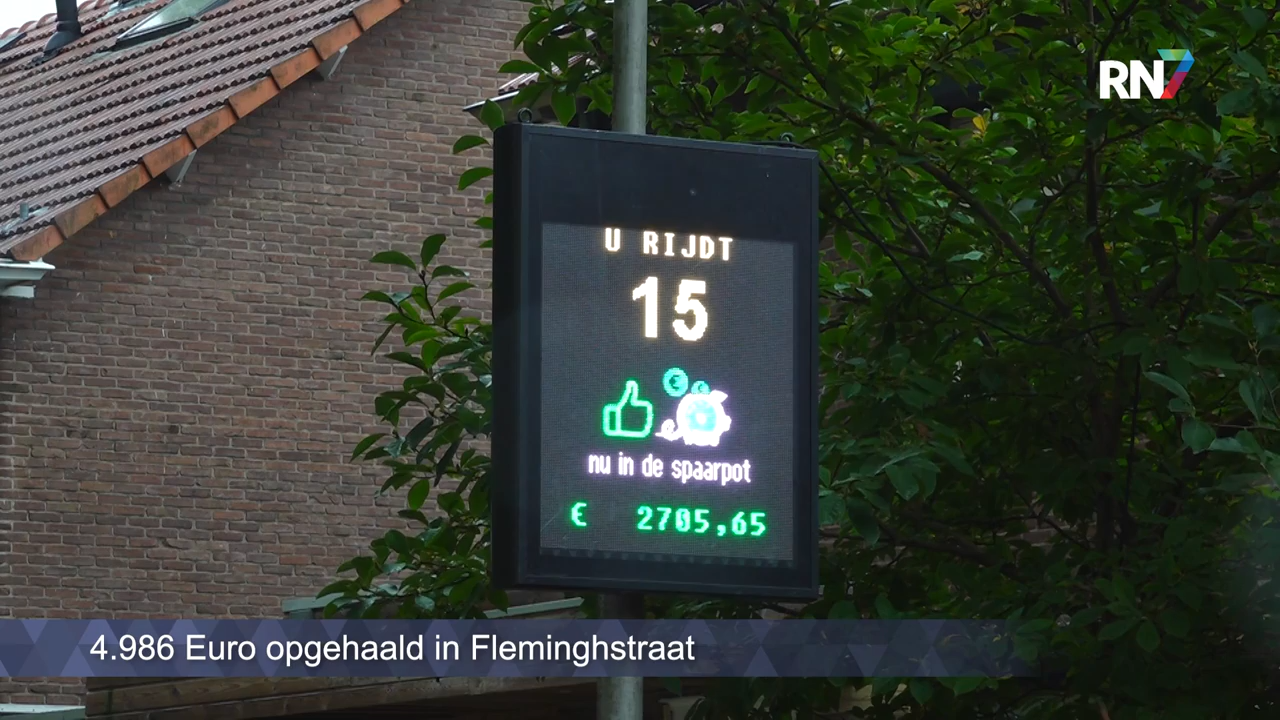 RN7
U RIJDT
15
nu in de spaarpot
€ 2705,65
4.986 Euro opgehaald in Fleminghstraat